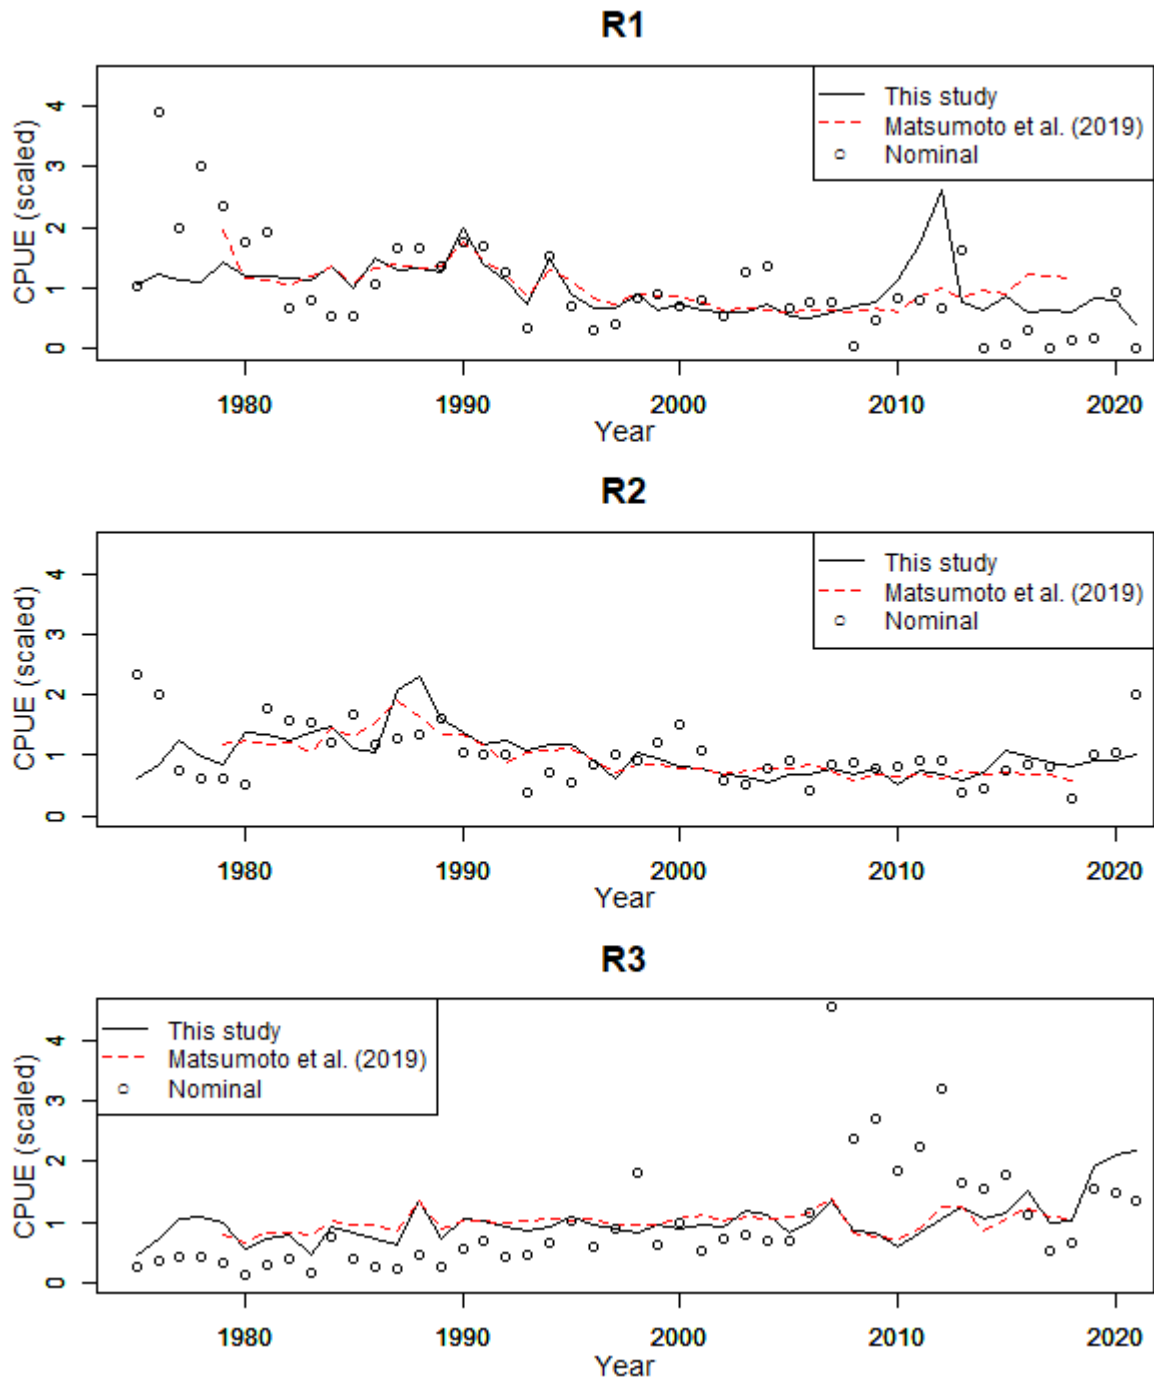 R1
CPUE (scaled)
4
3
2
1
0
This study
Matsumoto et al. (2019)
Nominal
1980
1990
2000
2010
2020
Year
R2
CPUE (scaled)
4
3
2
1
0
This study
Matsumoto et al. (2019)
Nominal
1980
1990
2000
2010
2020
Year
R3
CPUE (scaled)
4
3
2
1
0
This study
Matsumoto et al. (2019)
Nominal
1980
1990
2000
2010
2020
Year